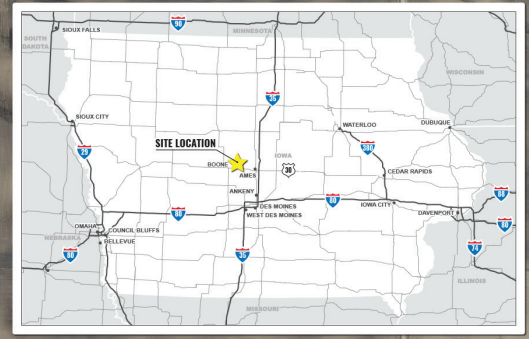 90
SIOUX FALLS
MINNESOTA
SOUTH
DAKOTA
WISCONSIN
35
SIOUX CITY
WATERLOO
DUBUQUE
SITE LOCATION
29
380
BOONE
IOWA
30
AMES
CEDAR RAPIDS
ANKENY
88
80
DES MOINES
80
IOWA CITY
WEST DES MOINES
DAVENPORT
OMAHA
COUNCIL BLUFFS
80
NEBRASKA
BELLEVUE
80
35
74
ILLINOIS
MISSOURI